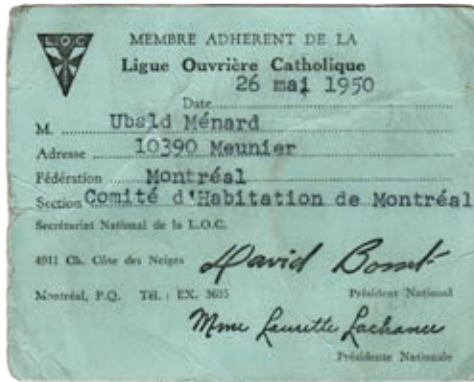 L.O.C.
MEMBRE ADHERENT DE LA
Ligue Ouvrière Catholique
26 mai 1950
Date
M. Ubald Ménard
Adresse 10390 Meunier
Fédération Montréal
Section Comité d'Habitation de Montréal
Secrétariat National de la L.O.C.
4911 Ch. Côte des Neiges David
Montréal, P.Q. Tél. : EX. 3635 Président National
Mme Laurette Lachance
Présidente Nationale